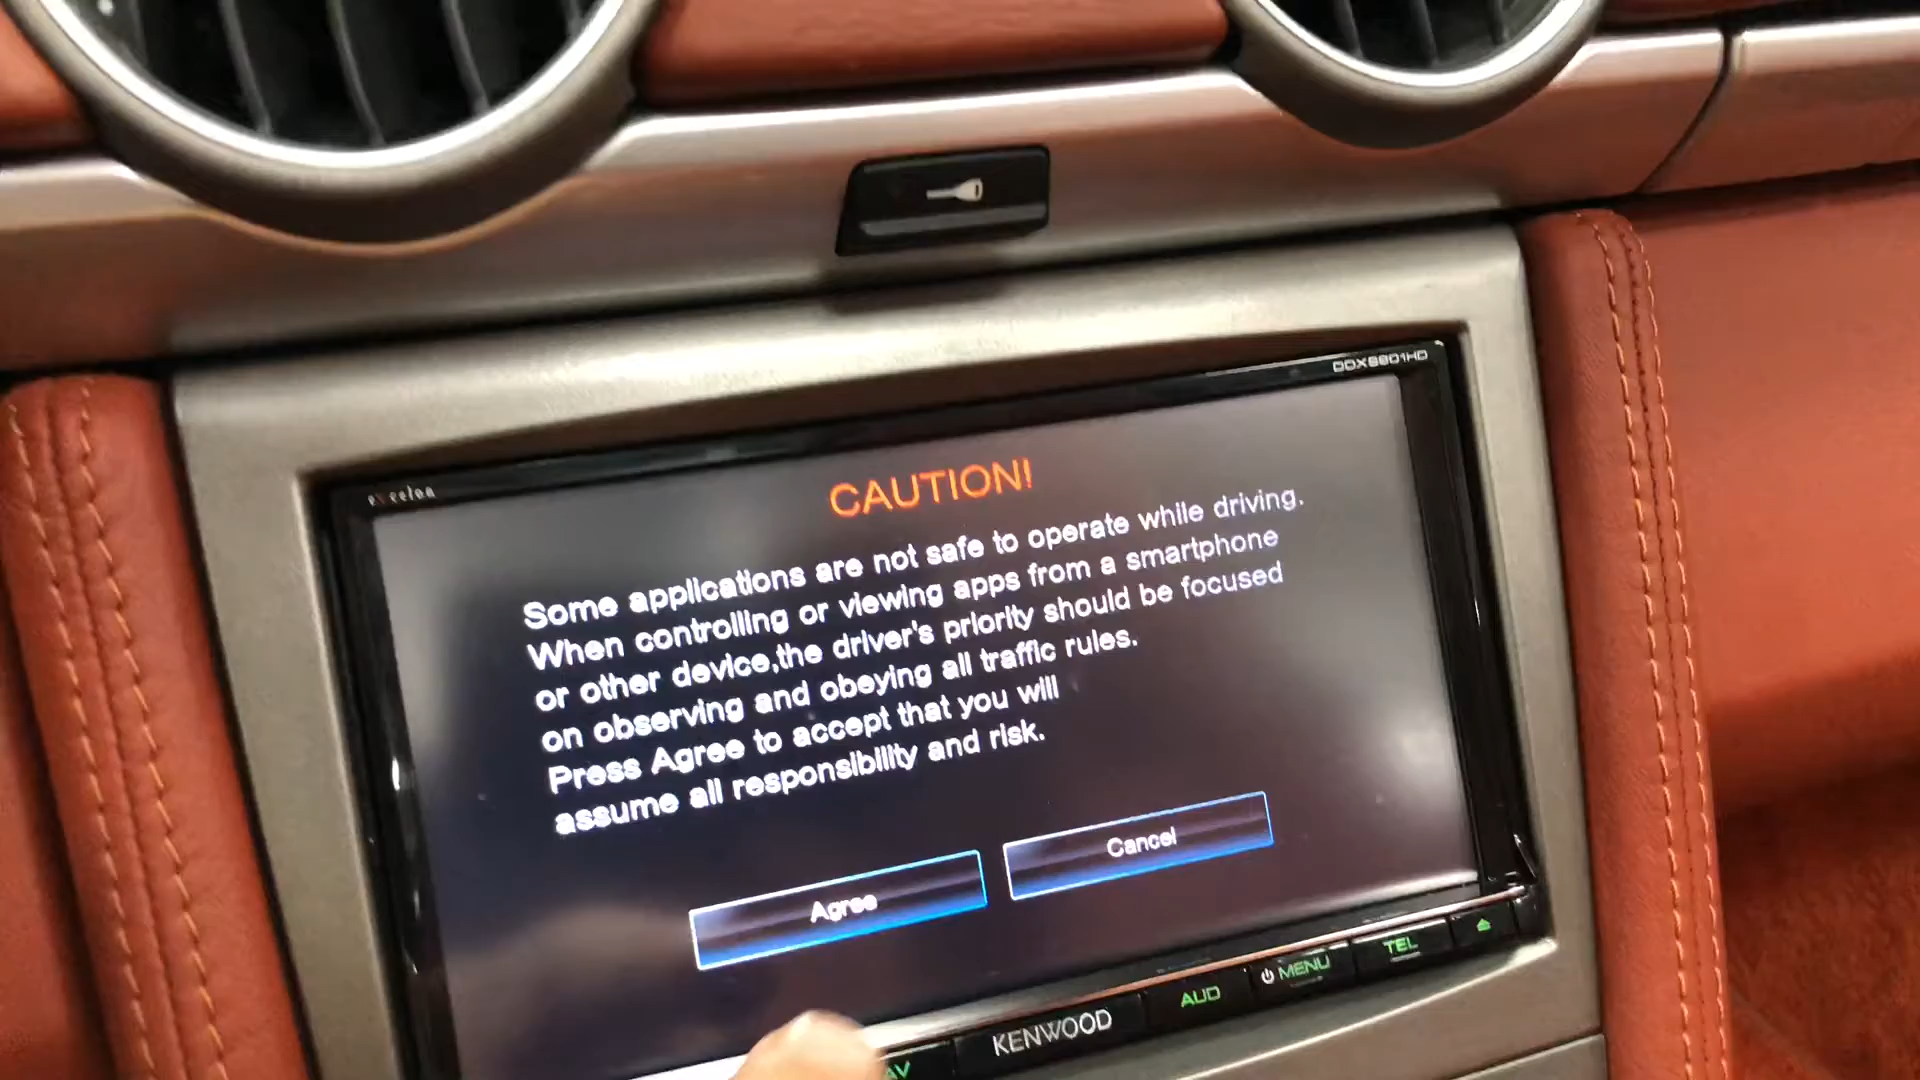 DDX6801HD
excelon
CAUTION!
Some applications are not safe to operate while driving.
When controlling or viewing apps from a smartphone
or other device,the driver's priority should be focused
on observing and obeying all traffic rules.
Press Agree to accept that you will
assume all responsibility and risk.
Agree
Cancel
KENWOOD
AUD
MENU
TEL